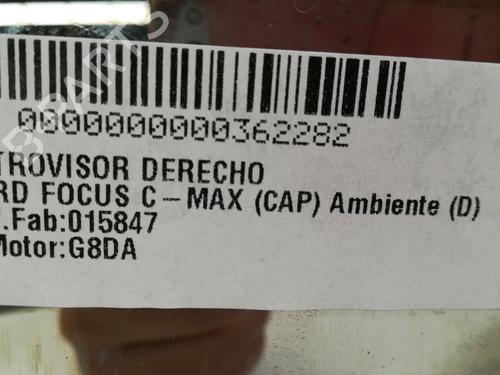 0000000000362282
TROVISOR DERECHO
RD FOCUS C-MAX (CAP) Ambiente (D)
.Fab:015847
Motor:G8DA